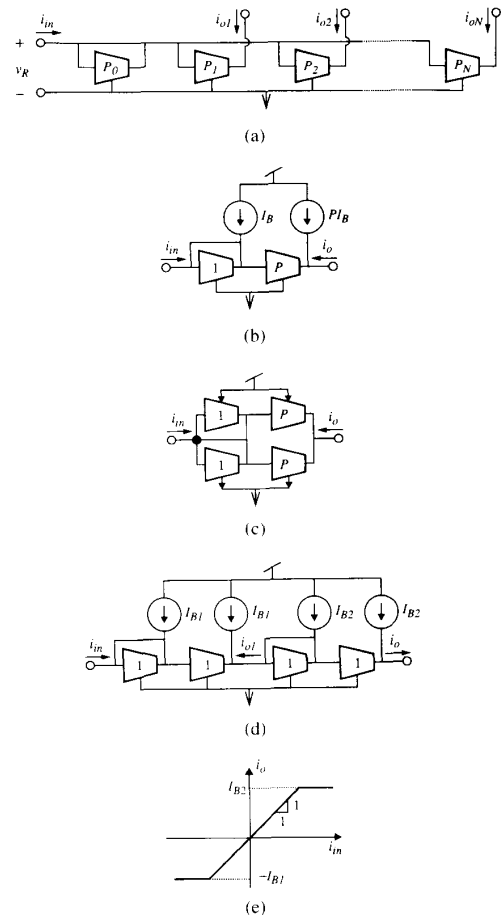 i_in i_o1 i_o2 i_oN
+ P_0 P_1 P_2 P_N
v_R
−
(a)
I_B PI_B
i_in i_o
1 P
(b)
i_in 1 P i_o
1 P
(c)
I_B1 I_B1 I_B2 I_B2
i_in i_o1 i_o
1 1 1 1
(d)
i_o
I_B2
1
1
i_in
−I_B1
(e)